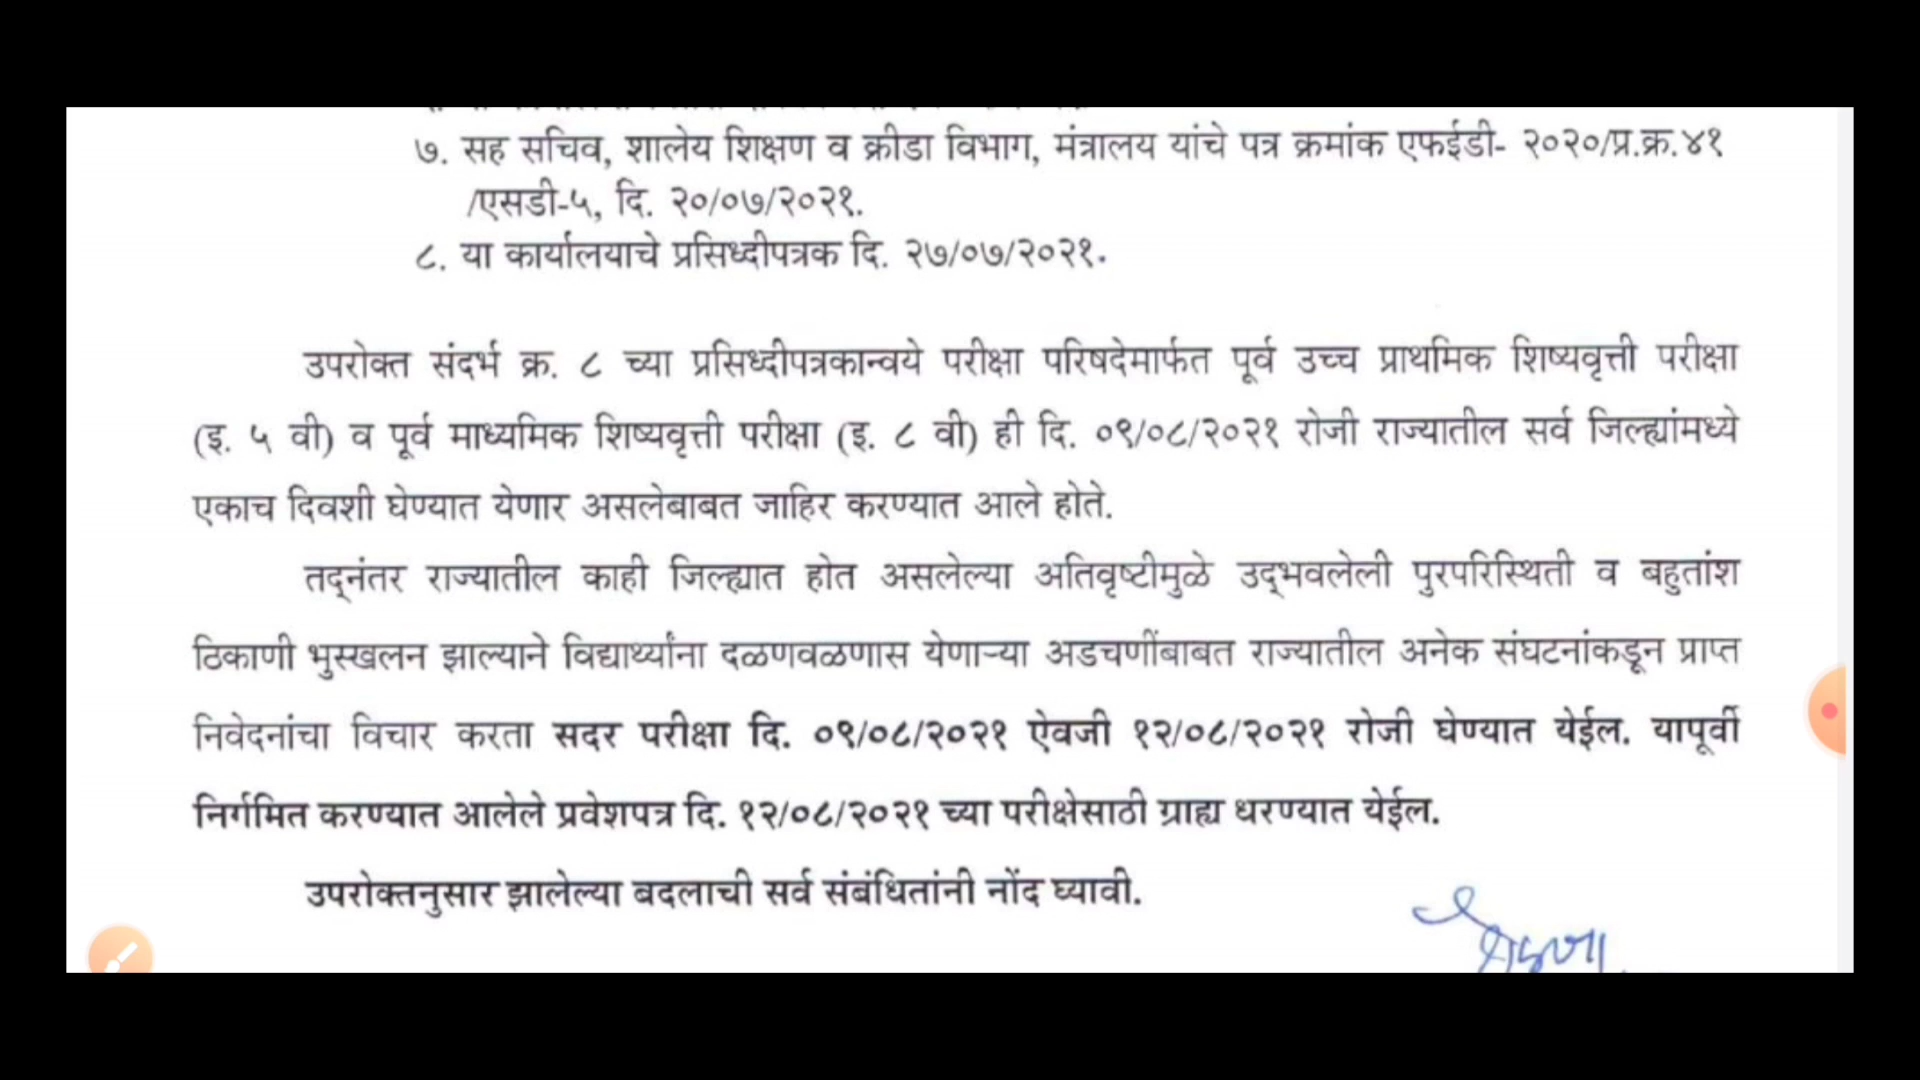 ७. सह सचिव, शालेय शिक्षण व क्रीडा विभाग, मंत्रालय यांचे पत्र क्रमांक एफईडी- २०२०/प्र.क्र.४१
/एसडी-५, दि. २०/०७/२०२१.
८. या कार्यालयाचे प्रसिध्दीपत्रक दि. २७/०७/२०२१.
उपरोक्त संदर्भ क्र. ८ च्या प्रसिध्दीपत्रकान्वये परीक्षा परिषदेमार्फत पूर्व उच्च प्राथमिक शिष्यवृत्ती परीक्षा
(इ. ५ वी) व पूर्व माध्यमिक शिष्यवृत्ती परीक्षा (इ. ८ वी) ही दि. ०९/०८/२०२१ रोजी राज्यातील सर्व जिल्ह्यांमध्ये
एकाच दिवशी घेण्यात येणार असलेबाबत जाहिर करण्यात आले होते.
तद्नंतर राज्यातील काही जिल्ह्यात होत असलेल्या अतिवृष्टीमुळे उद्भवलेली पुरपरिस्थिती व बहुतांश
ठिकाणी भुस्खलन झाल्याने विद्यार्थ्यांना दळणवळणास येणाऱ्या अडचणींबाबत राज्यातील अनेक संघटनांकडून प्राप्त
निवेदनांचा विचार करता सदर परीक्षा दि. ०९/०८/२०२१ ऐवजी १२/०८/२०२१ रोजी घेण्यात येईल. यापूर्वी
निर्गमित करण्यात आलेले प्रवेशपत्र दि. १२/०८/२०२१ च्या परीक्षेसाठी ग्राह्य धरण्यात येईल.
उपरोक्तनुसार झालेल्या बदलाची सर्व संबंधितांनी नोंद घ्यावी.